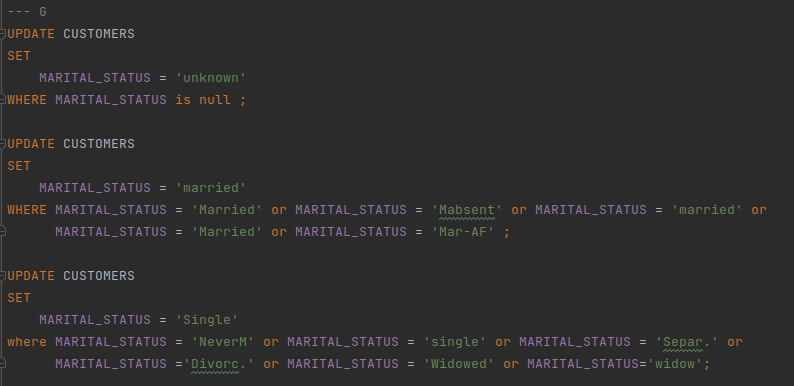 --- G
UPDATE CUSTOMERS
SET
MARITAL_STATUS = 'unknown'
WHERE MARITAL_STATUS is null ;
UPDATE CUSTOMERS
SET
MARITAL_STATUS = 'married'
WHERE MARITAL_STATUS = 'Married' or MARITAL_STATUS = 'Mabsent' or MARITAL_STATUS = 'married' or
MARITAL_STATUS = 'Married' or MARITAL_STATUS = 'Mar-AF' ;
UPDATE CUSTOMERS
SET
MARITAL_STATUS = 'Single'
where MARITAL_STATUS = 'NeverM' or MARITAL_STATUS = 'single' or MARITAL_STATUS = 'Separ.' or
MARITAL_STATUS ='Divorc.' or MARITAL_STATUS = 'Widowed' or MARITAL_STATUS='widow';